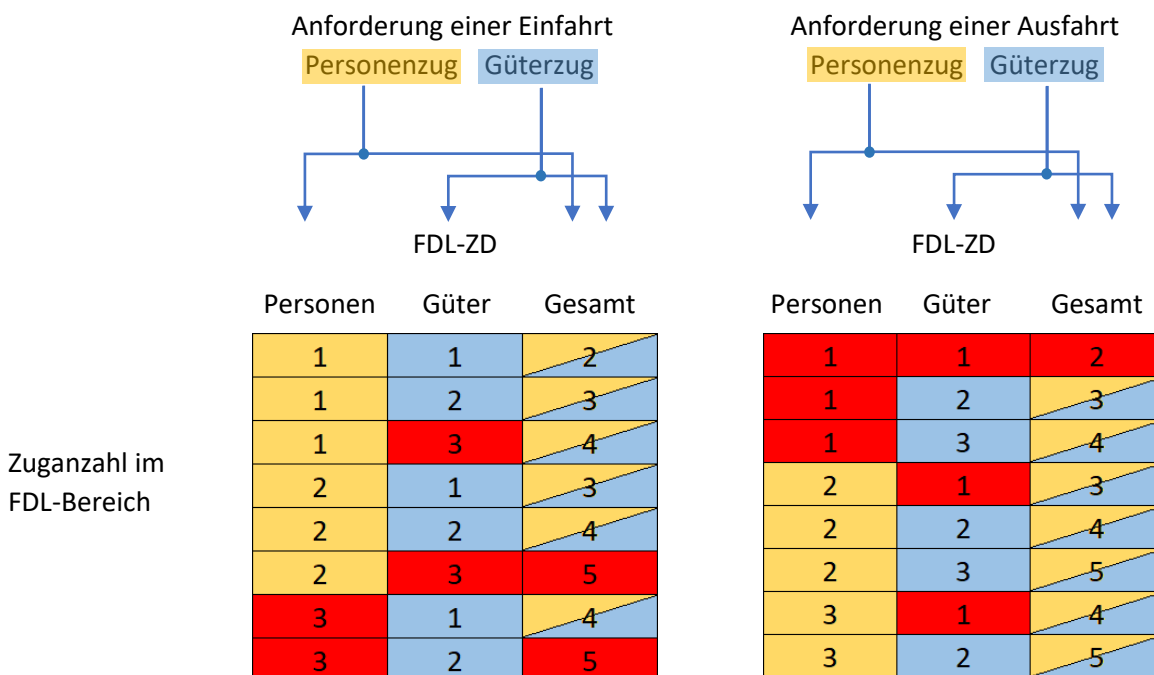 Anforderung einer Einfahrt Anforderung einer Ausfahrt
Personenzug Güterzug Personenzug Güterzug
FDL-ZD FDL-ZD
Personen Güter Gesamt Personen Güter Gesamt
1 1 2 1 1 2
1 2 3 1 2 3
1 3 4 1 3 4
Zuganzahl im
FDL-Bereich
2 1 3 2 1 3
2 2 4 2 2 4
2 3 5 2 3 5
3 1 4 3 1 4
3 2 5 3 2 5